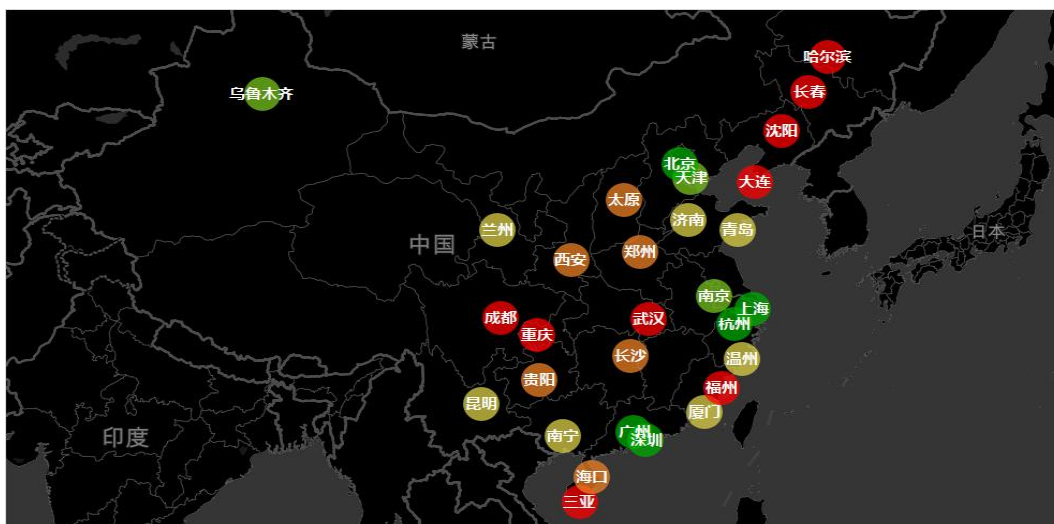 蒙古
哈尔滨
乌鲁木齐
长春
沈阳
北京
天津
大连
太原
济南
兰州
青岛
日本
中国
郑州
西安
南京
上海
成都
武汉
杭州
重庆
长沙
温州
贵阳
福州
昆明
厦门
广州
南宁
印度
深圳
海口
三亚